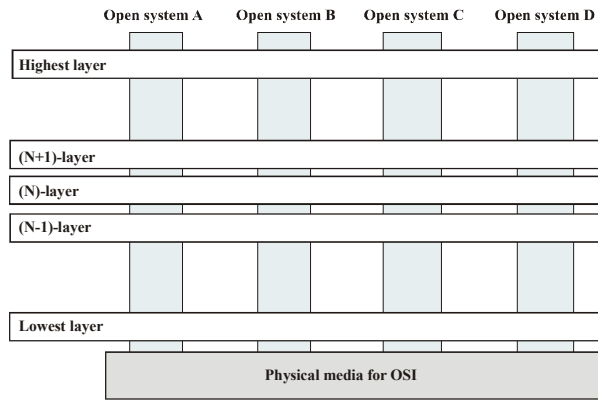 Open system A Open system B Open system C Open system D
Highest layer
(N+1)-layer
(N)-layer
(N-1)-layer
Lowest layer
Physical media for OSI